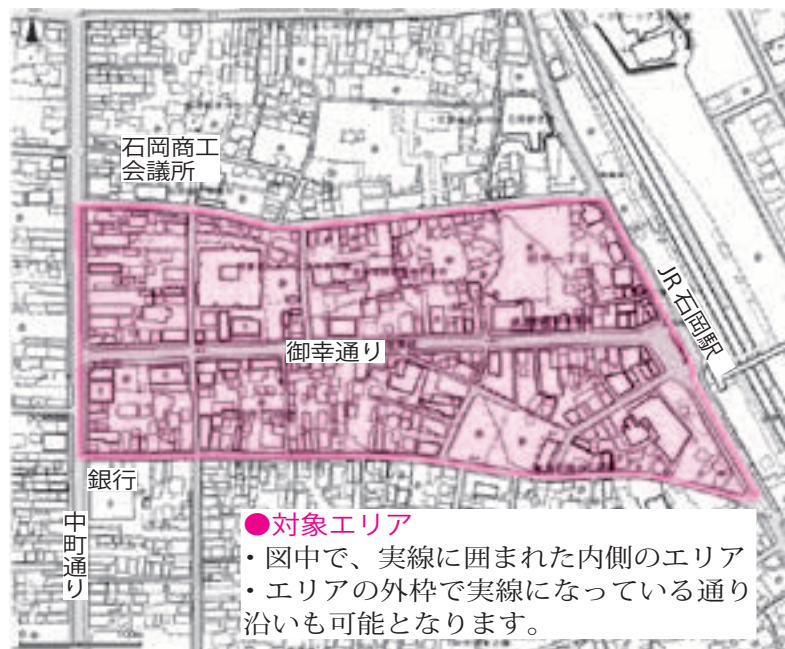 石岡商工
会議所
JR 石岡駅
御幸通り
銀行
中町通り
●対象エリア
・図中で、実線に囲まれた内側のエリア
・エリアの外枠で実線になっている通り
沿いも可能となります。